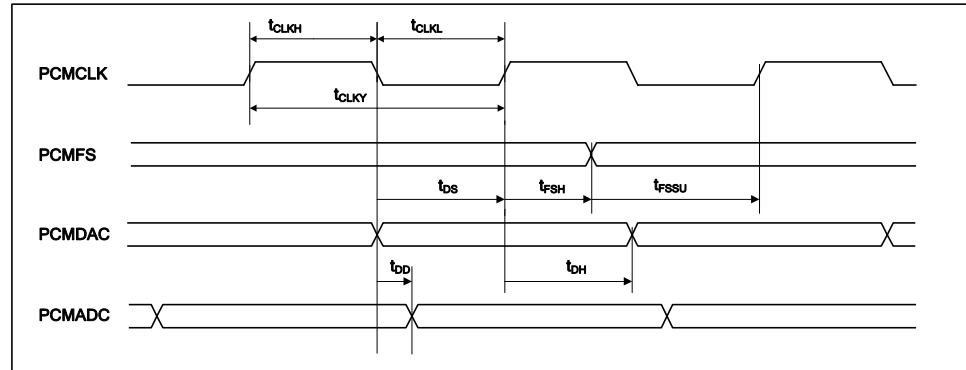 tCLKH tCLKL
PCMCLK
tCLKY
PCMFS
tDS tFSH tFSSU
PCMDAC
tDD tDH
PCMADC